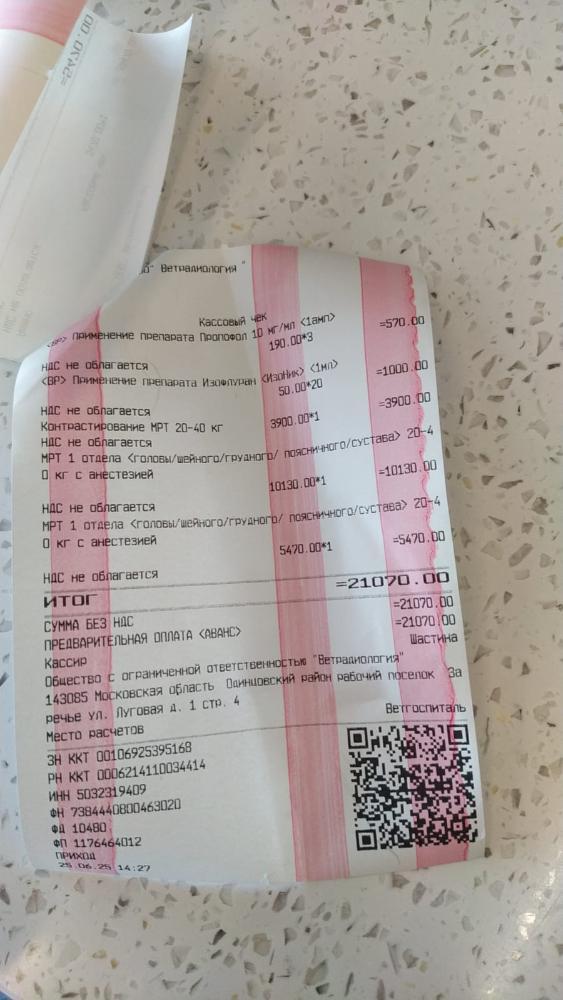 =5470.00
" Ветрадиология "
Кассовый чек
<ВР> Применение препарата Пропофол 10 мг/мл <1амп>
190.00*3 =570.00
НДС не облагается
<ВР> Применение препарата Изофлуран <Изоник> <1мл>
50.00*20 =1000.00
НДС не облагается
Контрастирование МРТ 20-40 кг
3900.00*1 =3900.00
НДС не облагается
МРТ 1 отдела <головы/шейного/грудного/ поясничного/сустава> 20-4
0 кг с анестезией
10130.00*1 =10130.00
НДС не облагается
МРТ 1 отдела <головы/шейного/грудного/ поясничного/сустава> 20-4
0 кг с анестезией
5470.00*1 =5470.00
НДС не облагается
ИТОГ =21070.00
СУММА БЕЗ НДС =21070.00
ПРЕДВАРИТЕЛЬНАЯ ОПЛАТА <АВАНС> =21070.00
Кассир Шастина
Общество с ограниченной ответственностью "Ветрадиология"
143085 Московская область Одинцовский район рабочий поселок За
речье ул. Луговая д. 1 стр. 4
Место расчетов Ветгоспиталь
ЗН ККТ 00106925395168
РН ККТ 0006214110034414
ИНН 5032319409
ФН 7384440800463020
ФД 10480
ФП 1176464012
ПРИХОД
25.06.25 14:27